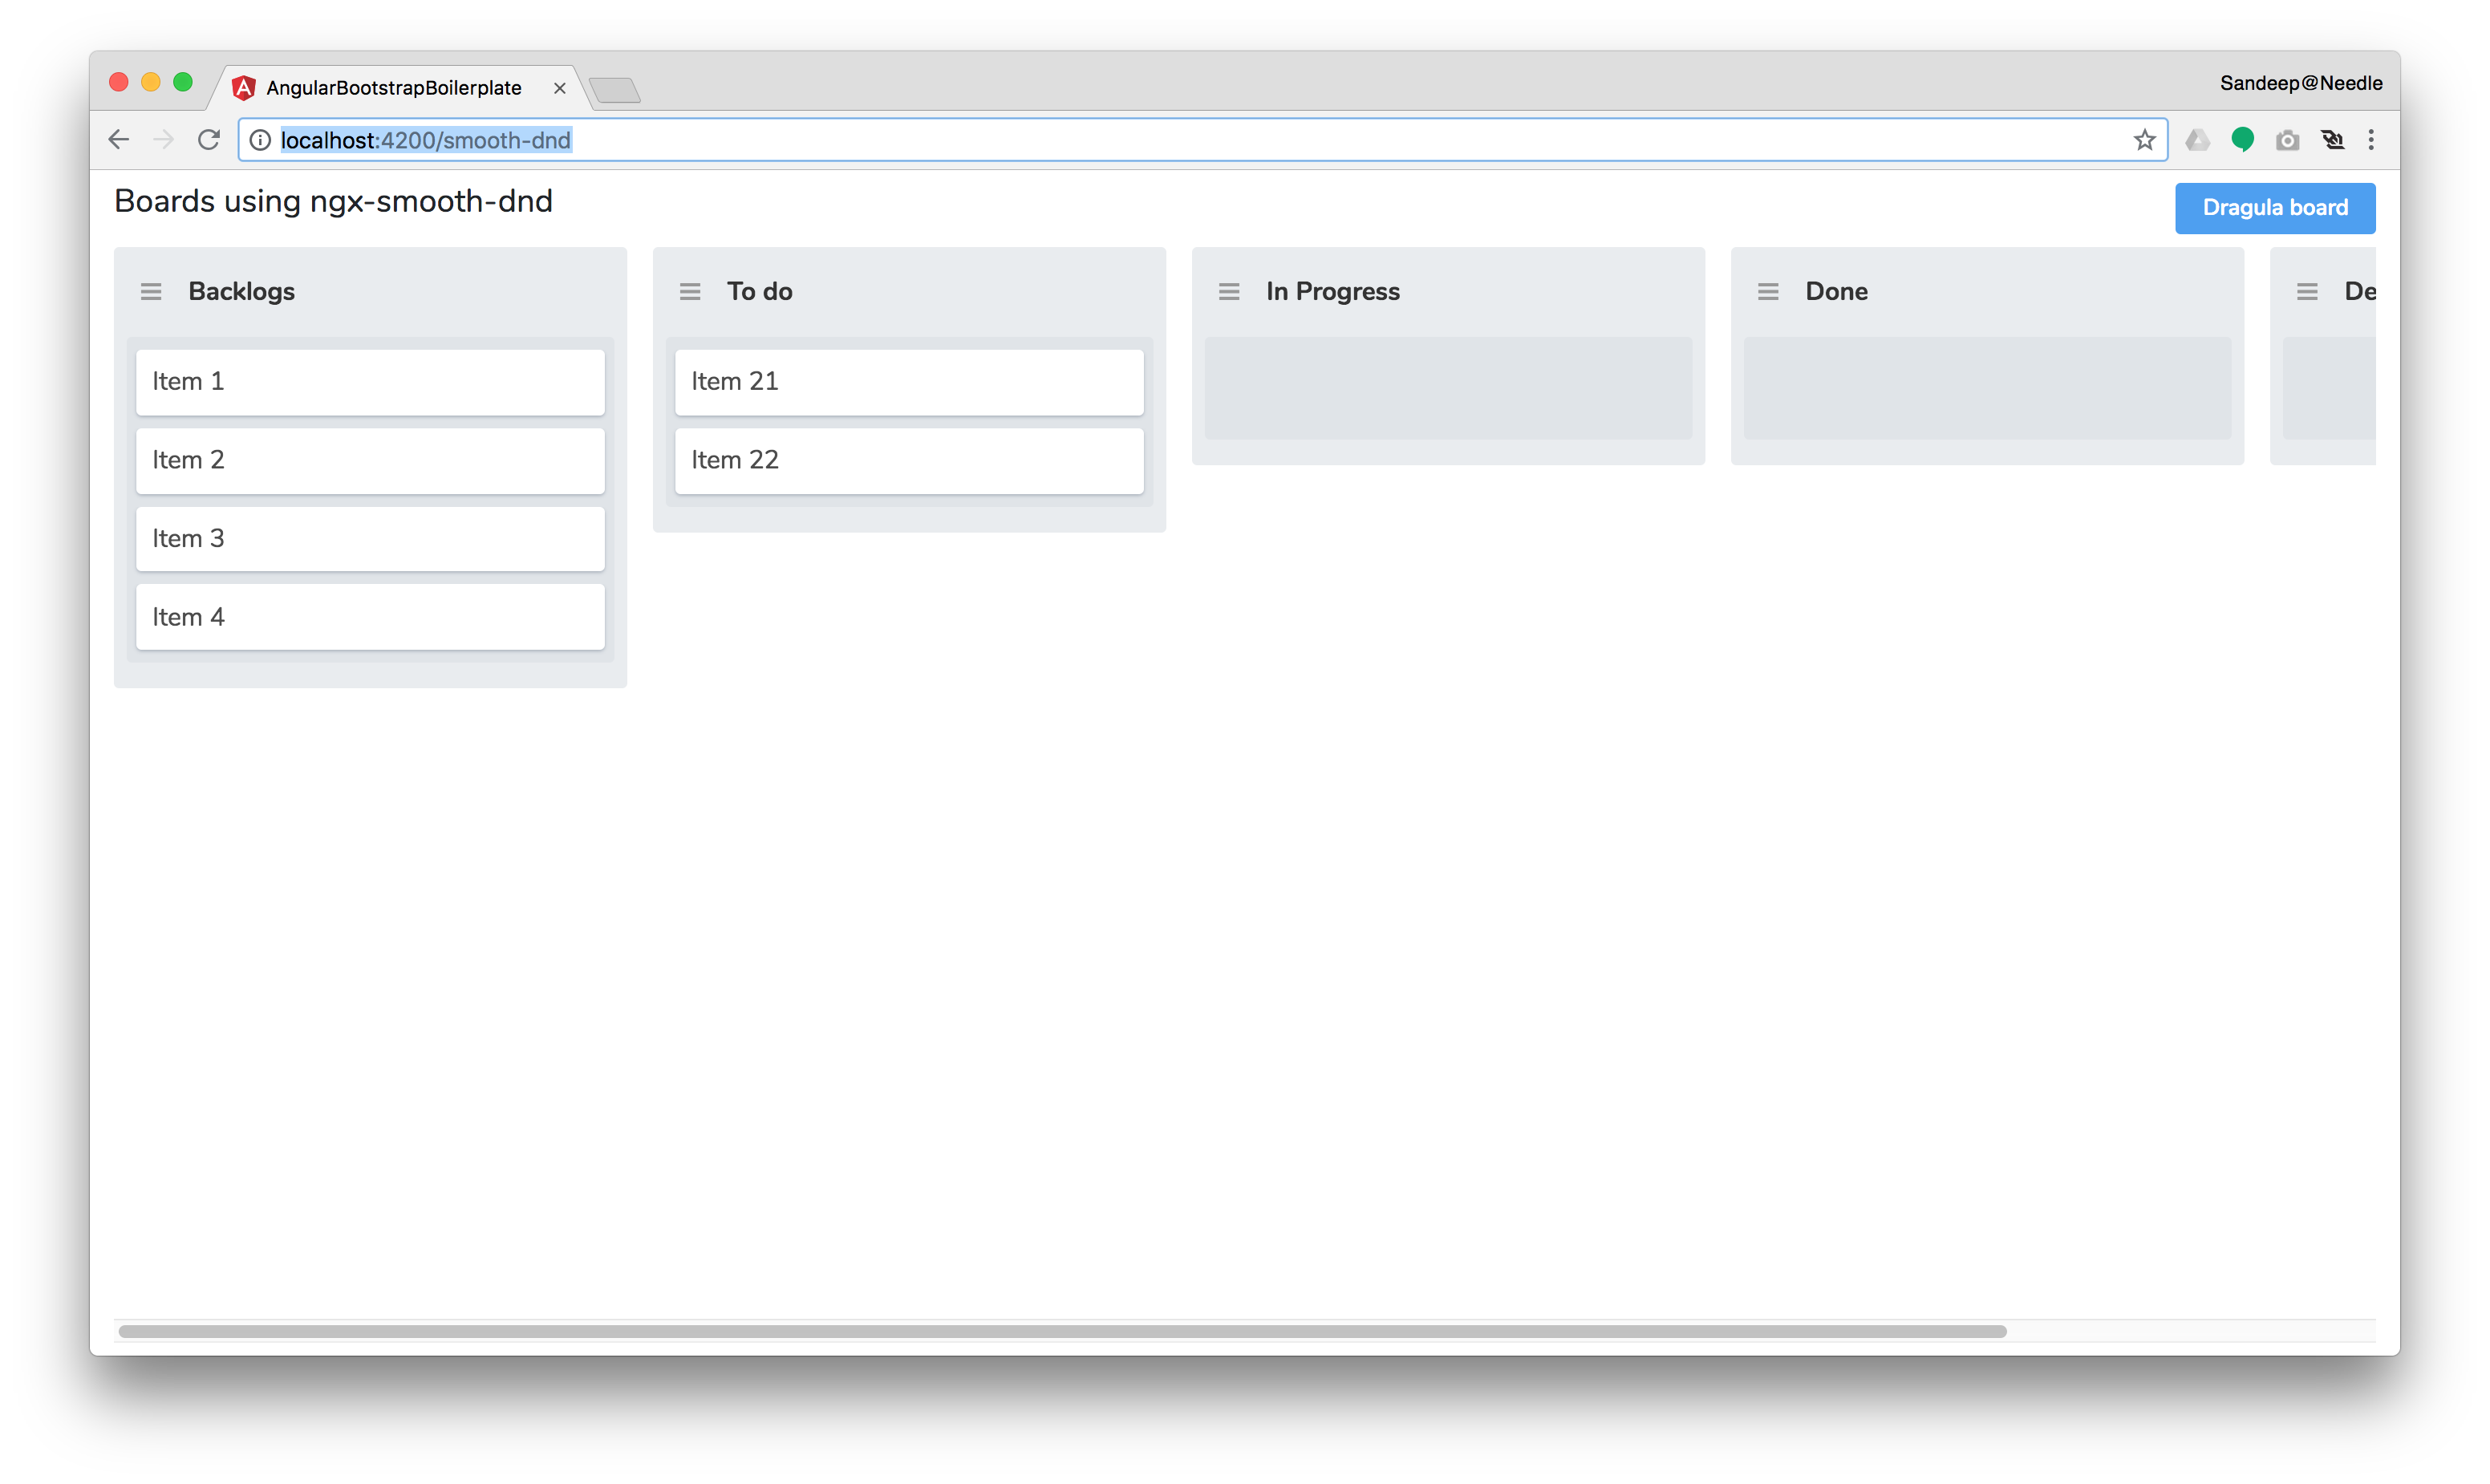 AngularBootstrapBoilerplate
Sandeep@Needle
localhost:4200/smooth-dnd
Boards using ngx-smooth-dnd
Dragula board
Backlogs
Item 1
Item 2
Item 3
Item 4
To do
Item 21
Item 22
In Progress
Done
De